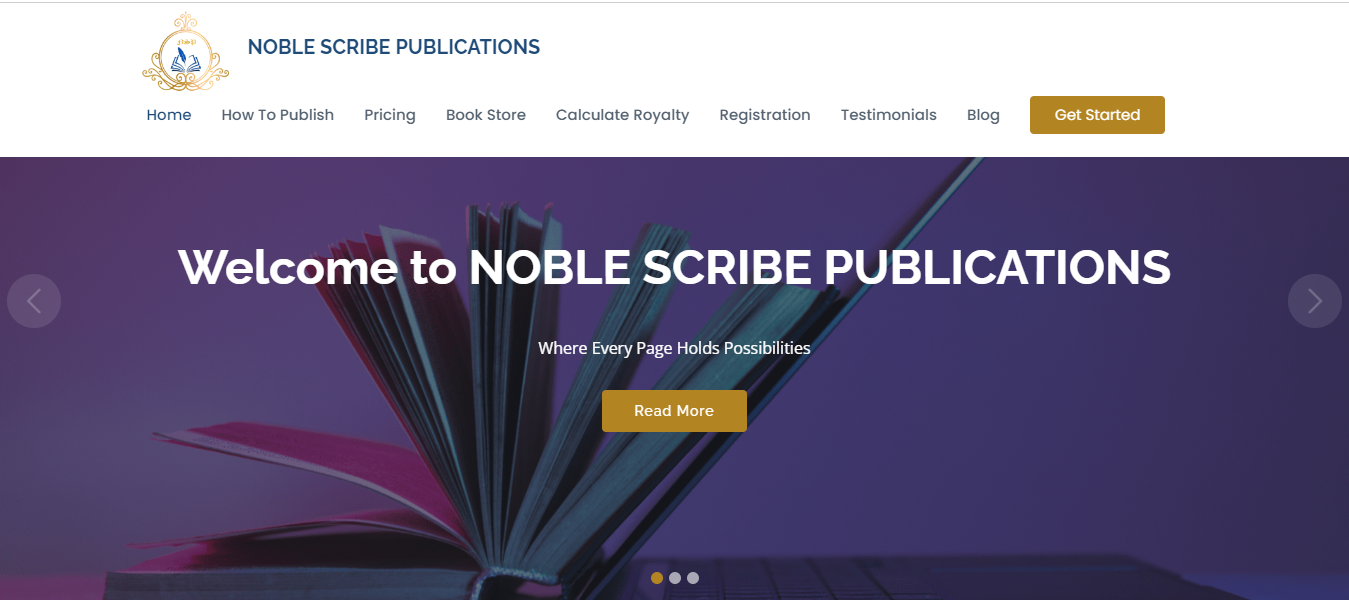 NOBLE SCRIBE PUBLICATIONS
Home How To Publish Pricing Book Store Calculate Royalty Registration Testimonials Blog Get Started
Welcome to NOBLE SCRIBE PUBLICATIONS
Where Every Page Holds Possibilities
Read More